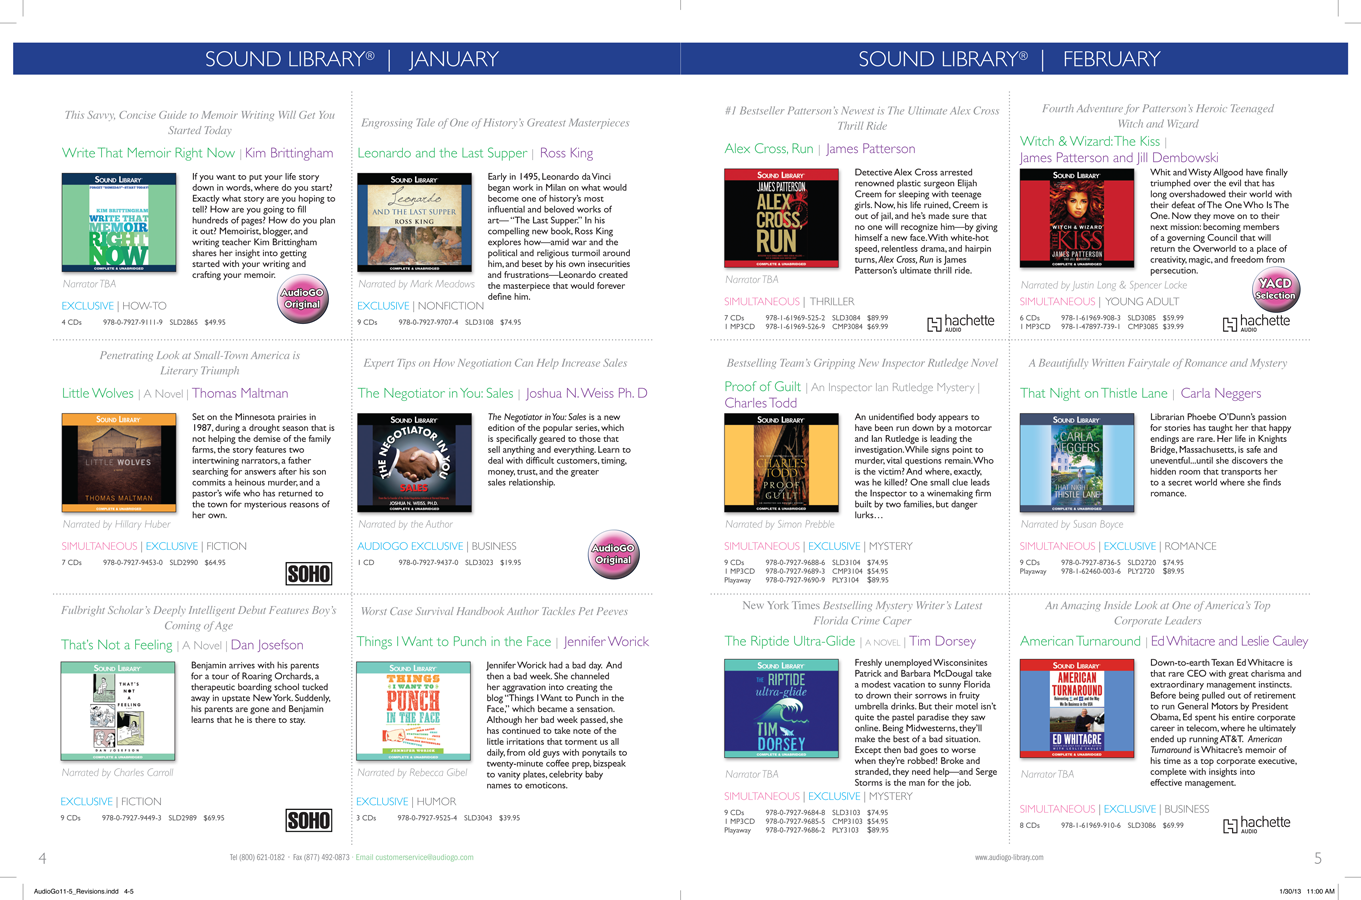 SOUND LIBRARY® | JANUARY
This Savvy, Concise Guide to Memoir Writing Will Get You
Started Today
Write That Memoir Right Now | Kim Brittingham
SOUND LIBRARY
KIM BRITTINGHAM
WRITE THAT
MEMOIR
RIGHT
NOW
COMPLETE & UNABRIDGED
If you want to put your life story
down in words, where do you start?
Exactly what story are you hoping to
tell? How are you going to fill
hundreds of pages? How do you plan
it out? Memoirist, blogger, and
writing teacher Kim Brittingham
shares her insight into getting
started with your writing and
crafting your memoir.
Narrator TBA
AudioGO
Original
EXCLUSIVE | HOW-TO
4 CDs 978-0-7927-9111-9 SLD2865 $49.95
Engrossing Tale of One of History's Greatest Masterpieces
Leonardo and the Last Supper | Ross King
SOUND LIBRARY
Leonardo
AND THE LAST SUPPER
ROSS KING
COMPLETE & UNABRIDGED
Early in 1495, Leonardo da Vinci
began work in Milan on what would
become one of history's most
influential and beloved works of
art—"The Last Supper." In his
compelling new book, Ross King
explores how—amid war and the
political and religious turmoil around
him, and beset by his own insecurities
and frustrations—Leonardo created
the masterpiece that would forever
define him.
Narrated by Mark Meadows
EXCLUSIVE | NONFICTION
9 CDs 978-0-7927-9707-4 SLD3108 $74.95
Penetrating Look at Small-Town America is
Literary Triumph
Little Wolves | A Novel | Thomas Maltman
SOUND LIBRARY
LITTLE WOLVES
THOMAS MALTMAN
COMPLETE & UNABRIDGED
Set on the Minnesota prairies in
1987, during a drought season that is
not helping the demise of the family
farms, the story features two
intertwining narrators, a father
searching for answers after his son
commits a heinous murder, and a
pastor's wife who has returned to
the town for mysterious reasons of
her own.
Narrated by Hillary Huber
SIMULTANEOUS | EXCLUSIVE | FICTION
7 CDs 978-0-7927-9453-0 SLD2990 $64.95
SOHO
Expert Tips on How Negotiation Can Help Increase Sales
The Negotiator in You: Sales | Joshua N. Weiss Ph. D
SOUND LIBRARY
THE NEGOTIATOR IN YOU
SALES
JOSHUA N. WEISS, PH.D.
COMPLETE & UNABRIDGED
The Negotiator in You: Sales is a new
edition of the popular series, which
is specifically geared to those that
sell anything and everything. Learn to
deal with difficult customers, timing,
money, trust, and the greater
sales relationship.
Narrated by the Author
AUDIOGO EXCLUSIVE | BUSINESS
1 CD 978-0-7927-9437-0 SLD3023 $19.95
AudioGO
Original
Fulbright Scholar's Deeply Intelligent Debut Features Boy's
Coming of Age
That's Not a Feeling | A Novel | Dan Josefson
SOUND LIBRARY
THAT'S
NOT
A
FEELING
DAN JOSEFSON
COMPLETE & UNABRIDGED
Benjamin arrives with his parents
for a tour of Roaring Orchards, a
therapeutic boarding school tucked
away in upstate New York. Suddenly,
his parents are gone and Benjamin
learns that he is there to stay.
Narrated by Charles Carroll
EXCLUSIVE | FICTION
9 CDs 978-0-7927-9449-3 SLD2989 $69.95
SOHO
Worst Case Survival Handbook Author Tackles Pet Peeves
Things I Want to Punch in the Face | Jennifer Worick
SOUND LIBRARY
THINGS
I WANT TO
PUNCH
IN THE FACE
JENNIFER WORICK
COMPLETE & UNABRIDGED
Jennifer Worick had a bad day. And
then a bad week. She channeled
her aggravation into creating the
blog "Things I Want to Punch in the
Face," which became a sensation.
Although her bad week passed, she
has continued to take note of the
little irritations that torment us all
daily, from old guys with ponytails to
twenty-minute coffee prep, bizspeak
to vanity plates, celebrity baby
names to emoticons.
Narrated by Rebecca Gibel
EXCLUSIVE | HUMOR
3 CDs 978-0-7927-9525-4 SLD3043 $39.95
4
Tel (800) 621-0182 · Fax (877) 492-0873 · Email customerservice@audiogo.com
SOUND LIBRARY® | FEBRUARY
#1 Bestseller Patterson's Newest is The Ultimate Alex Cross
Thrill Ride
Alex Cross, Run | James Patterson
SOUND LIBRARY
JAMES PATTERSON
ALEX
CROSS,
RUN
COMPLETE & UNABRIDGED
Detective Alex Cross arrested
renowned plastic surgeon Elijah
Creem for sleeping with teenage
girls. Now, his life ruined, Creem is
out of jail, and he's made sure that
no one will recognize him—by giving
himself a new face. With white-hot
speed, relentless drama, and hairpin
turns, Alex Cross, Run is James
Patterson's ultimate thrill ride.
Narrator TBA
SIMULTANEOUS | THRILLER
7 CDs 978-1-61969-525-2 SLD3084 $89.99
1 MP3CD 978-1-61969-526-9 CMP3084 $69.99
hachette
AUDIO
Fourth Adventure for Patterson's Heroic Teenaged
Witch and Wizard
Witch & Wizard: The Kiss |
James Patterson and Jill Dembowski
SOUND LIBRARY
WITCH & WIZARD
THE KISS
JAMES PATTERSON
COMPLETE & UNABRIDGED
Whit and Wisty Allgood have finally
triumphed over the evil that has
long overshadowed their world with
their defeat of The One Who Is The
One. Now they move on to their
next mission: becoming members
of a governing Council that will
return the Overworld to a place of
creativity, magic, and freedom from
persecution.
Narrated by Justin Long & Spencer Locke
YACD
Selection
SIMULTANEOUS | YOUNG ADULT
6 CDs 978-1-61969-908-3 SLD3085 $59.99
1 MP3CD 978-1-47897-739-1 CMP3085 $39.99
hachette
AUDIO
Bestselling Team's Gripping New Inspector Rutledge Novel
Proof of Guilt | An Inspector Ian Rutledge Mystery |
Charles Todd
SOUND LIBRARY
CHARLES
TODD
PROOF
OF
GUILT
COMPLETE & UNABRIDGED
An unidentified body appears to
have been run down by a motorcar
and Ian Rutledge is leading the
investigation. While signs point to
murder, vital questions remain. Who
is the victim? And where, exactly,
was he killed? One small clue leads
the Inspector to a winemaking firm
built by two families, but danger
lurks…
Narrated by Simon Prebble
SIMULTANEOUS | EXCLUSIVE | MYSTERY
9 CDs 978-0-7927-9688-6 SLD3104 $74.95
1 MP3CD 978-0-7927-9689-3 CMP3104 $54.95
Playaway 978-0-7927-9690-9 PLY3104 $89.95
A Beautifully Written Fairytale of Romance and Mystery
That Night on Thistle Lane | Carla Neggers
SOUND LIBRARY
CARLA
NEGGERS
THAT NIGHT ON
THISTLE LANE
COMPLETE & UNABRIDGED
Librarian Phoebe O'Dunn's passion
for stories has taught her that happy
endings are rare. Her life in Knights
Bridge, Massachusetts, is safe and
uneventful...until she discovers the
hidden room that transports her
to a secret world where she finds
romance.
Narrated by Susan Boyce
SIMULTANEOUS | EXCLUSIVE | ROMANCE
9 CDs 978-0-7927-8736-5 SLD2720 $74.95
Playaway 978-1-62460-003-6 PLY2720 $89.95
New York Times Bestselling Mystery Writer's Latest
Florida Crime Caper
The Riptide Ultra-Glide | A NOVEL | Tim Dorsey
SOUND LIBRARY
THE RIPTIDE
ultra-glide
TIM
DORSEY
COMPLETE & UNABRIDGED
Freshly unemployed Wisconsinites
Patrick and Barbara McDougal take
a modest vacation to sunny Florida
to drown their sorrows in fruity
umbrella drinks. But their motel isn't
quite the pastel paradise they saw
online. Being Midwesterns, they'll
make the best of a bad situation.
Except then bad goes to worse
when they're robbed! Broke and
stranded, they need help—and Serge
Storms is the man for the job.
Narrator TBA
SIMULTANEOUS | EXCLUSIVE | MYSTERY
9 CDs 978-0-7927-9684-8 SLD3103 $74.95
1 MP3CD 978-0-7927-9685-5 CMP3103 $54.95
Playaway 978-0-7927-9686-2 PLY3103 $89.95
An Amazing Inside Look at One of America's Top
Corporate Leaders
American Turnaround | Ed Whitacre and Leslie Cauley
SOUND LIBRARY
AMERICAN
TURNAROUND
ED WHITACRE
WITH LESLIE CAULEY
COMPLETE & UNABRIDGED
Down-to-earth Texan Ed Whitacre is
that rare CEO with great charisma and
extraordinary management instincts.
Before being pulled out of retirement
to run General Motors by President
Obama, Ed spent his entire corporate
career in telecom, where he ultimately
ended up running AT&T. American
Turnaround is Whitacre's memoir of
his time as a top corporate executive,
complete with insights into
effective management.
Narrator TBA
SIMULTANEOUS | EXCLUSIVE | BUSINESS
8 CDs 978-1-61969-910-6 SLD3086 $69.99
hachette
AUDIO
www.audiogo-library.com
5
AudioGo11-5_Revisions.indd 4-5
1/30/13 11:00 AM